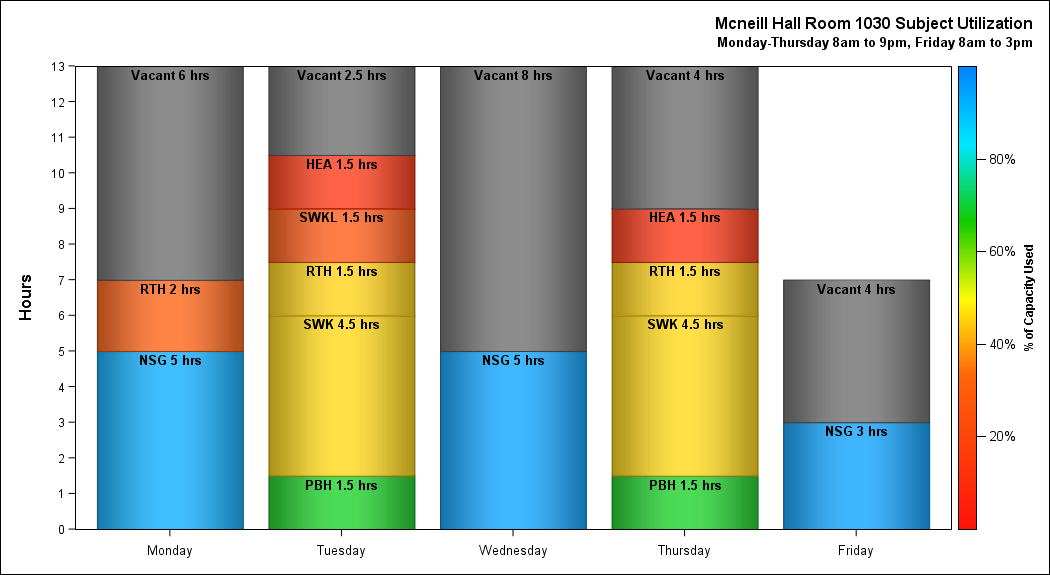 Mcneill Hall Room 1030 Subject Utilization
Monday-Thursday 8am to 9pm, Friday 8am to 3pm
Hours
13
12
11
10
9
8
7
6
5
4
3
2
1
0
Vacant 6 hrs
RTH 2 hrs
NSG 5 hrs
Monday
Vacant 2.5 hrs
HEA 1.5 hrs
SWKL 1.5 hrs
RTH 1.5 hrs
SWK 4.5 hrs
PBH 1.5 hrs
Tuesday
Vacant 8 hrs
NSG 5 hrs
Wednesday
Vacant 4 hrs
HEA 1.5 hrs
RTH 1.5 hrs
SWK 4.5 hrs
PBH 1.5 hrs
Thursday
Vacant 4 hrs
NSG 3 hrs
Friday
80%
60%
40%
20%
% of Capacity Used